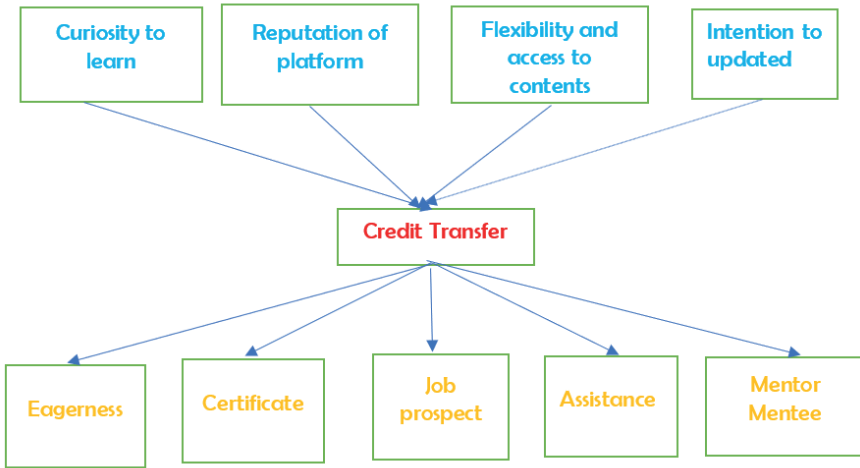 Curiosity to
learn
Reputation of
platform
Flexibility and
access to
contents
Intention to
updated
Credit Transfer
Eagerness
Certificate
Job
prospect
Assistance
Mentor
Mentee